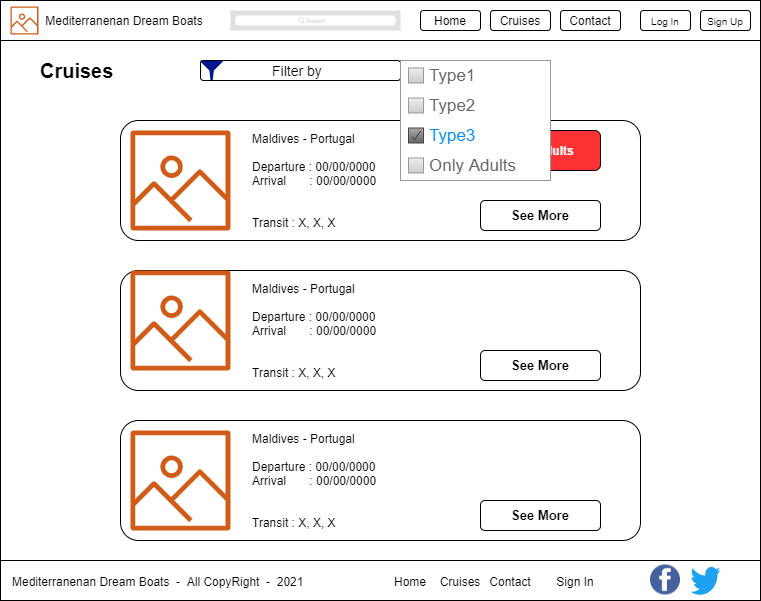 Mediterranenan Dream Boats
Search
Home
Cruises
Contact
Log In
Sign Up
Cruises
Filter by
Type1
Type2
Type3
Only Adults
Maldives - Portugal
Departure : 00/00/0000
Arrival : 00/00/0000
Transit : X, X, X
See More
Maldives - Portugal
Departure : 00/00/0000
Arrival : 00/00/0000
Transit : X, X, X
See More
Maldives - Portugal
Departure : 00/00/0000
Arrival : 00/00/0000
Transit : X, X, X
See More
Mediterranenan Dream Boats - All CopyRight - 2021
Home
Cruises
Contact
Sign In